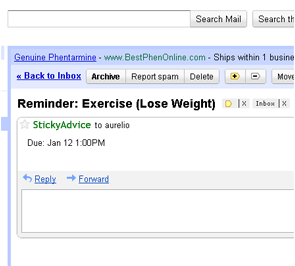 Search Mail Search th
Genuine Phentarmine - www.BestPhenOnline.com - Ships within 1 busine
« Back to Inbox Archive Report spam Delete Move
Reminder: Exercise (Lose Weight) | X Inbox | X
StickyAdvice to aurelio
Due: Jan 12 1:00PM
Reply Forward